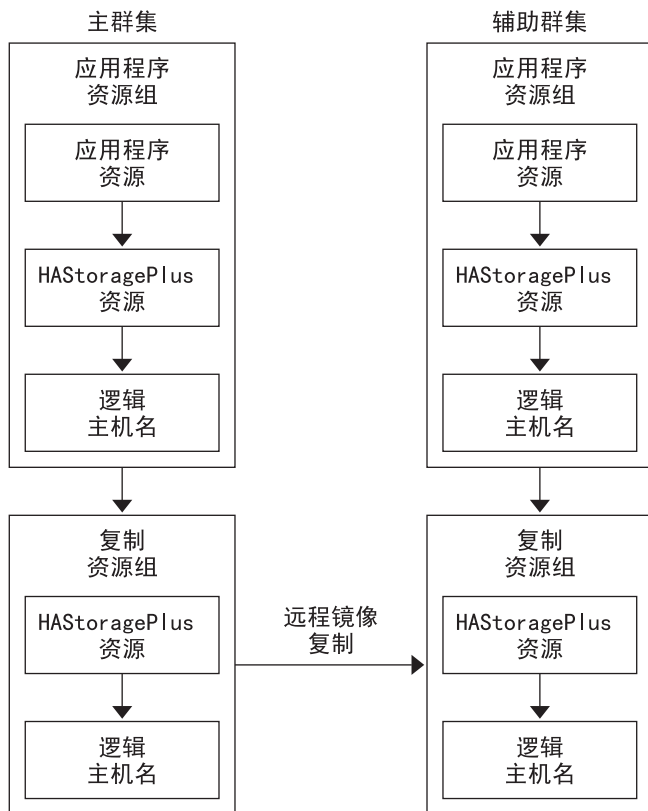 主群集
应用程序
资源组
应用程序
资源
HAStoragePlus
资源
逻辑
主机名
复制
资源组
HAStoragePlus
资源
逻辑
主机名
远程镜像
复制
辅助群集
应用程序
资源组
应用程序
资源
HAStoragePlus
资源
逻辑
主机名
复制
资源组
HAStoragePlus
资源
逻辑
主机名